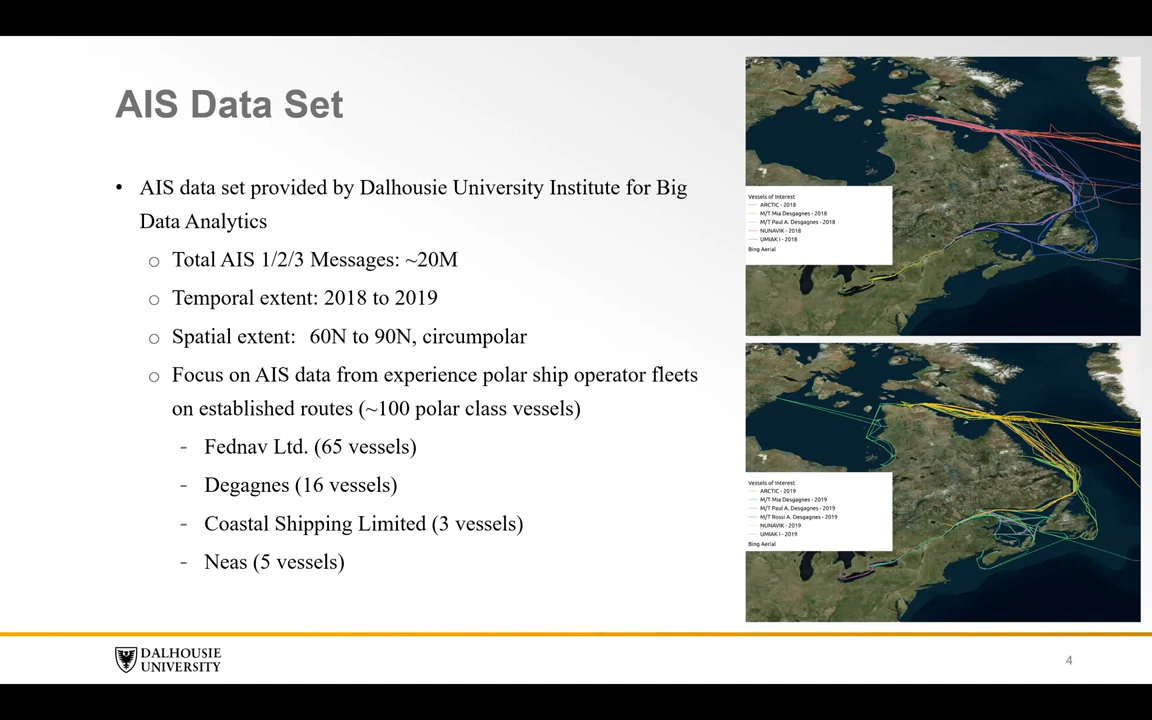 AIS Data Set
• AIS data set provided by Dalhousie University Institute for Big
Data Analytics
○ Total AIS 1/2/3 Messages: ~20M
○ Temporal extent: 2018 to 2019
○ Spatial extent: 60N to 90N, circumpolar
○ Focus on AIS data from experience polar ship operator fleets
on established routes (~100 polar class vessels)
- Fednav Ltd. (65 vessels)
- Degagnes (16 vessels)
- Coastal Shipping Limited (3 vessels)
- Neas (5 vessels)
Vessels of Interest
ARCTIC - 2018
M/T Mia Desgagnes - 2018
M/T Paul A. Desgagnes - 2018
NUNAVIK - 2018
UMIAK I - 2018
Bing Aerial
Vessels of Interest
ARCTIC - 2019
M/T Mia Desgagnes - 2019
M/T Paul A. Desgagnes - 2019
M/T Rossi A. Desgagnes - 2019
NUNAVIK - 2019
UMIAK I - 2019
Bing Aerial
DALHOUSIE
UNIVERSITY
4